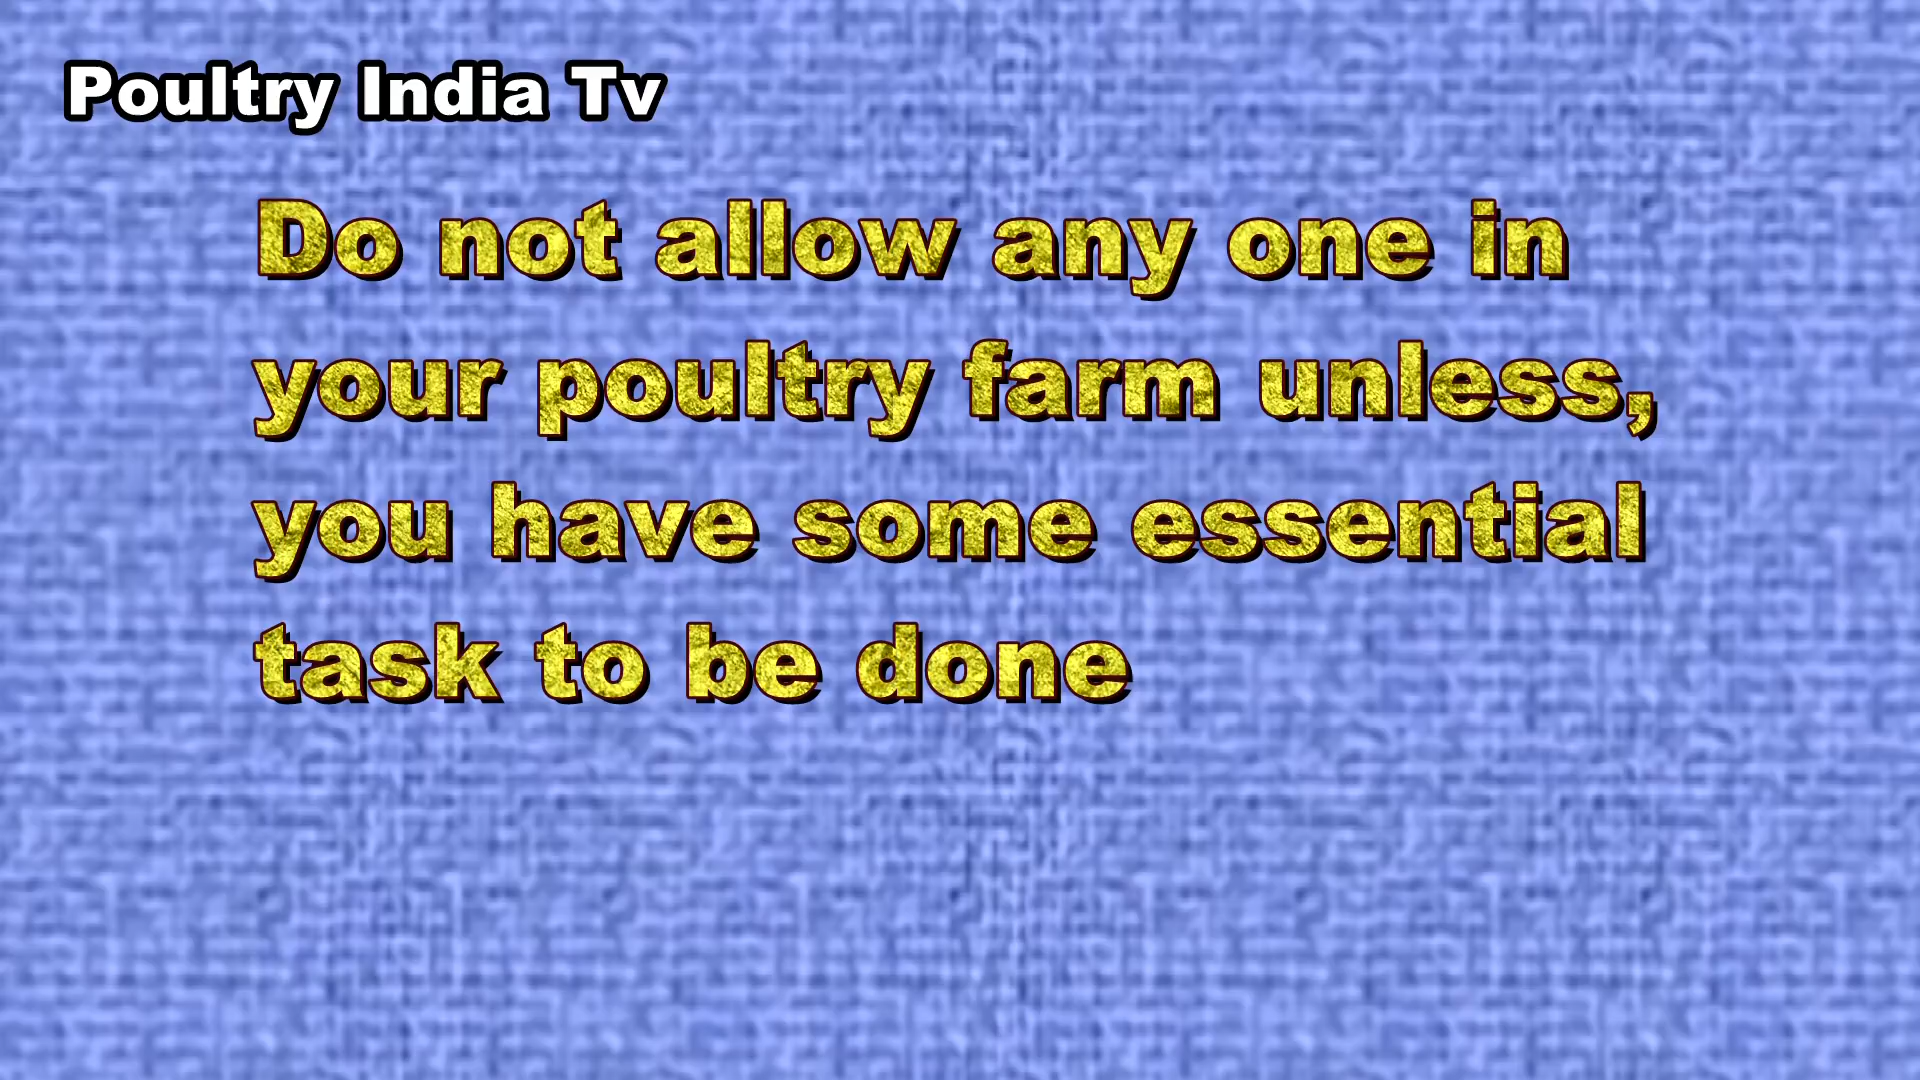 Poultry India Tv
Do not allow any one in
your poultry farm unless,
you have some essential
task to be done